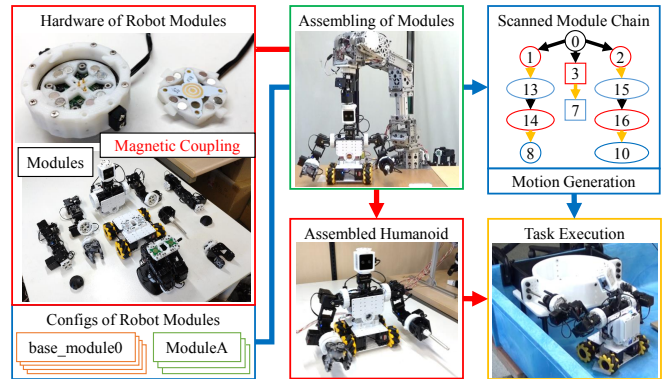 Hardware of Robot Modules
Magnetic Coupling
Modules
Configs of Robot Modules
base_module0
ModuleA
Assembling of Modules
Assembled Humanoid
Scanned Module Chain
0
1
3
2
13
7
15
14
16
8
10
Motion Generation
Task Execution